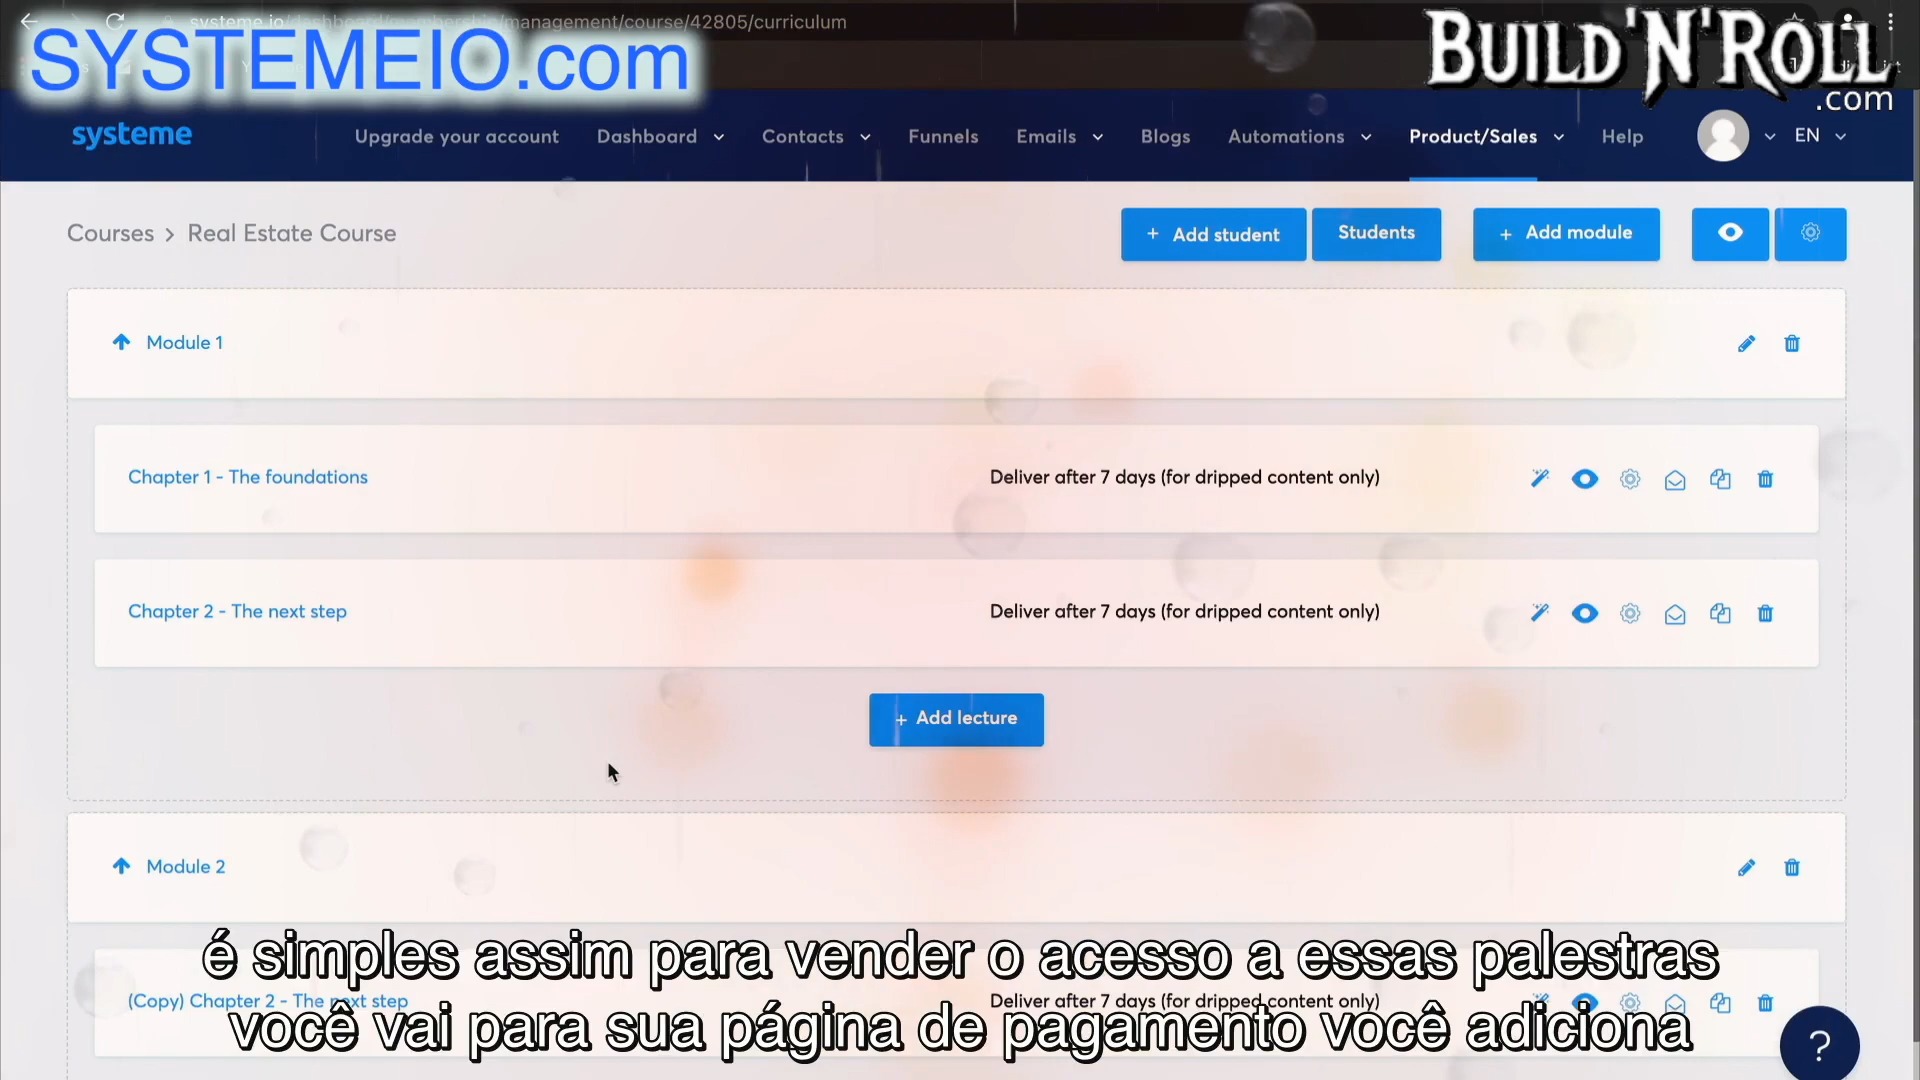 systeme.io/dashboard/membership/management/course/42805/curriculum
SYSTEMEIO.com
BUILD'N'ROLL
.com
systeme
Upgrade your account
Dashboard
Contacts
Funnels
Emails
Blogs
Automations
Product/Sales
Help
EN
Courses > Real Estate Course
+ Add student
Students
+ Add module
Module 1
Chapter 1 - The foundations
Deliver after 7 days (for dripped content only)
Chapter 2 - The next step
Deliver after 7 days (for dripped content only)
+ Add lecture
Module 2
(Copy) Chapter 2 - The next step
Deliver after 7 days (for dripped content only)
é simples assim para vender o acesso a essas palestras
você vai para sua página de pagamento você adiciona
?